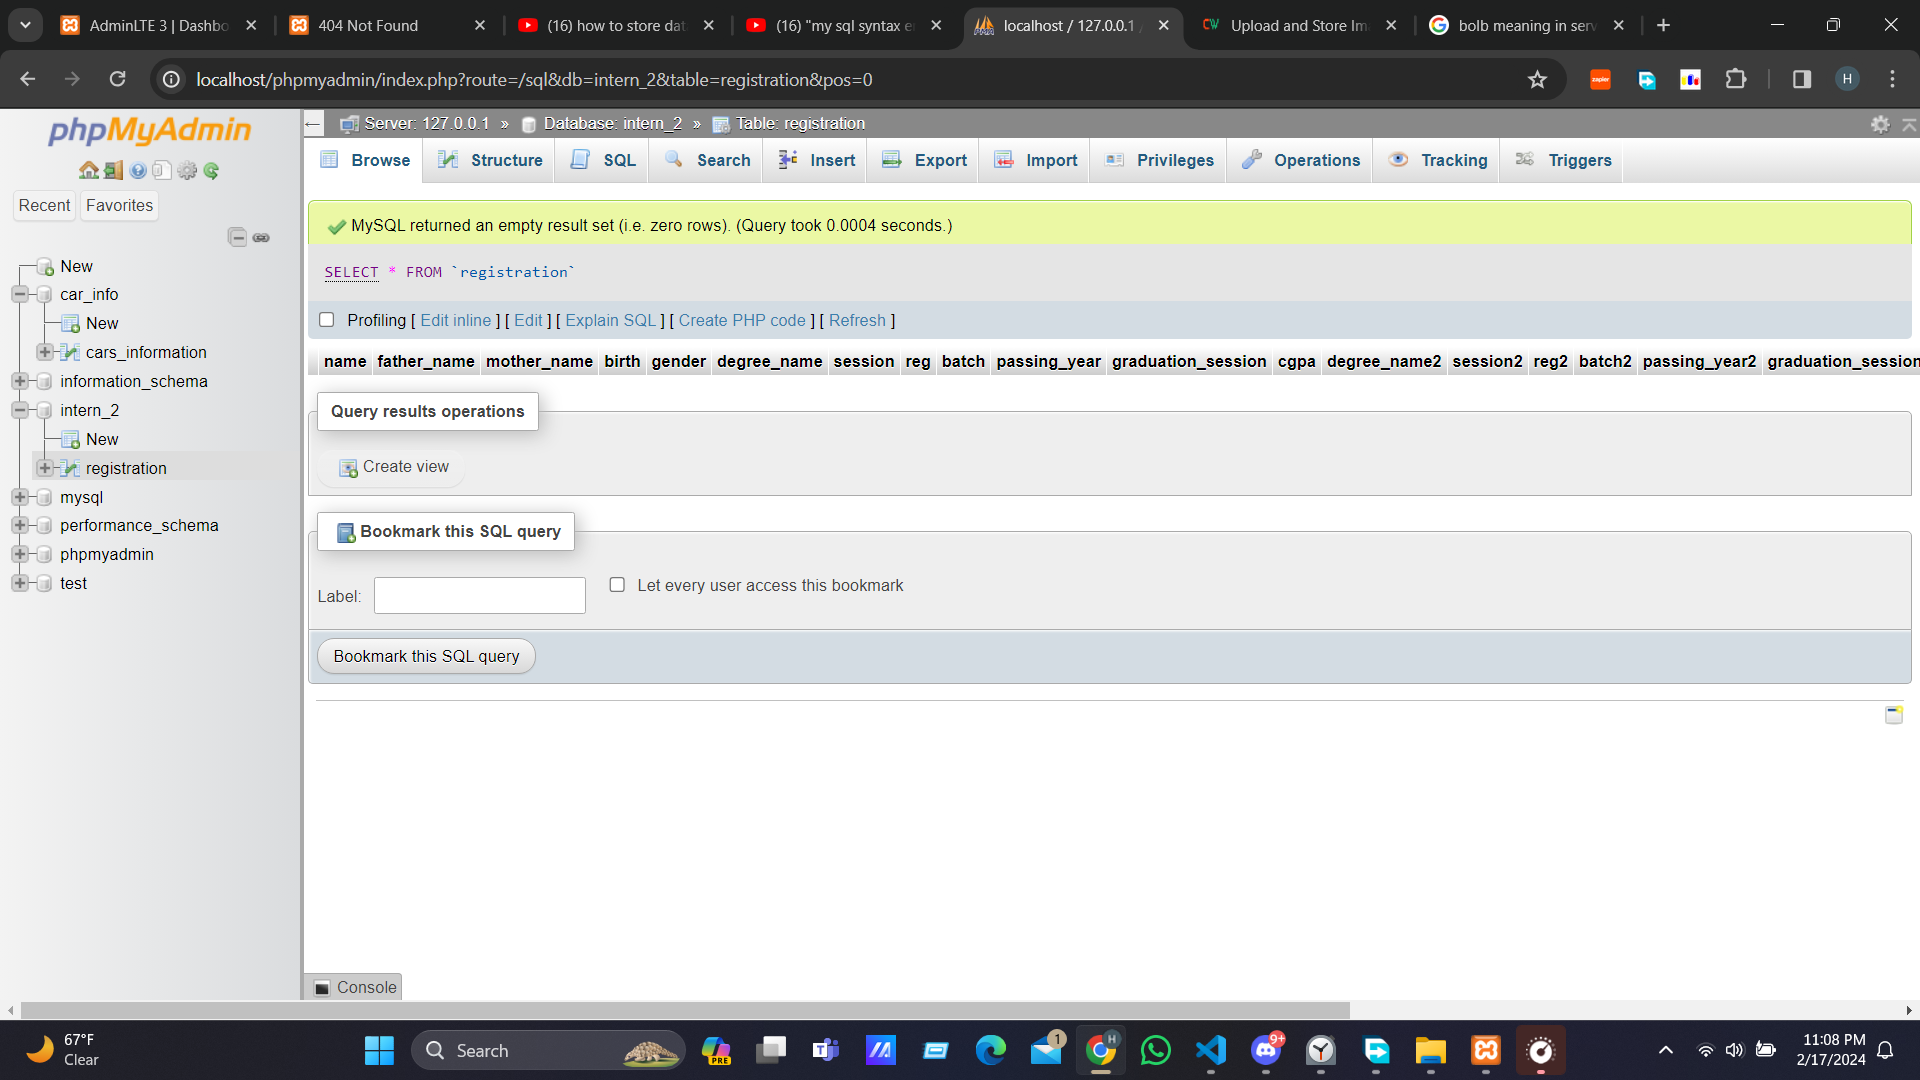 AdminLTE 3 | Dashbo
404 Not Found
(16) how to store dat
(16) "my sql syntax e
localhost / 127.0.0.1 /
CW Upload and Store Im
bolb meaning in serv
localhost/phpmyadmin/index.php?route=/sql&db=intern_2&table=registration&pos=0
zapier
H
phpMyAdmin
Recent Favorites
New
car_info
New
cars_information
information_schema
intern_2
New
registration
mysql
performance_schema
phpmyadmin
test
Server: 127.0.0.1 » Database: intern_2 » Table: registration
Browse Structure SQL Search Insert Export Import Privileges Operations Tracking Triggers
MySQL returned an empty result set (i.e. zero rows). (Query took 0.0004 seconds.)
SELECT * FROM `registration`
Profiling [ Edit inline ] [ Edit ] [ Explain SQL ] [ Create PHP code ] [ Refresh ]
name father_name mother_name birth gender degree_name session reg batch passing_year graduation_session cgpa degree_name2 session2 reg2 batch2 passing_year2 graduation_session
Query results operations
Create view
Bookmark this SQL query
Label:
Let every user access this bookmark
Bookmark this SQL query
Console
67°F
Clear
Search
PRE
1
H
9+
11:08 PM
2/17/2024